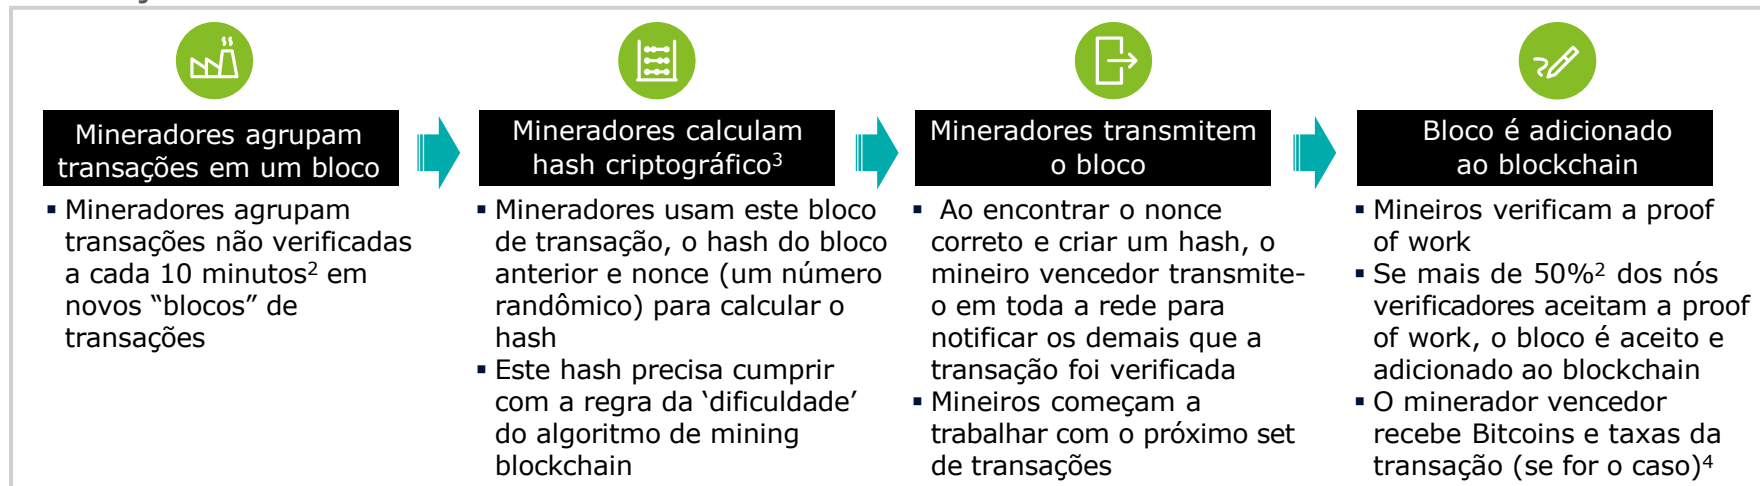 Mineradores agrupam
transações em um bloco
▪ Mineradores agrupam
transações não verificadas
a cada 10 minutos² em
novos “blocos” de
transações
Mineradores calculam
hash criptográfico³
▪ Mineradores usam este bloco
de transação, o hash do bloco
anterior e nonce (um número
randômico) para calcular o
hash
▪ Este hash precisa cumprir
com a regra da ‘dificuldade’
do algoritmo de mining
blockchain
Mineradores transmitem
o bloco
▪ Ao encontrar o nonce
correto e criar um hash, o
mineiro vencedor transmite-
o em toda a rede para
notificar os demais que a
transação foi verificada
▪ Mineiros começam a
trabalhar com o próximo set
de transações
Bloco é adicionado
ao blockchain
▪ Mineiros verificam a proof
of work
▪ Se mais de 50%² dos nós
verificadores aceitam a proof
of work, o bloco é aceito e
adicionado ao blockchain
▪ O minerador vencedor
recebe Bitcoins e taxas da
transação (se for o caso)⁴